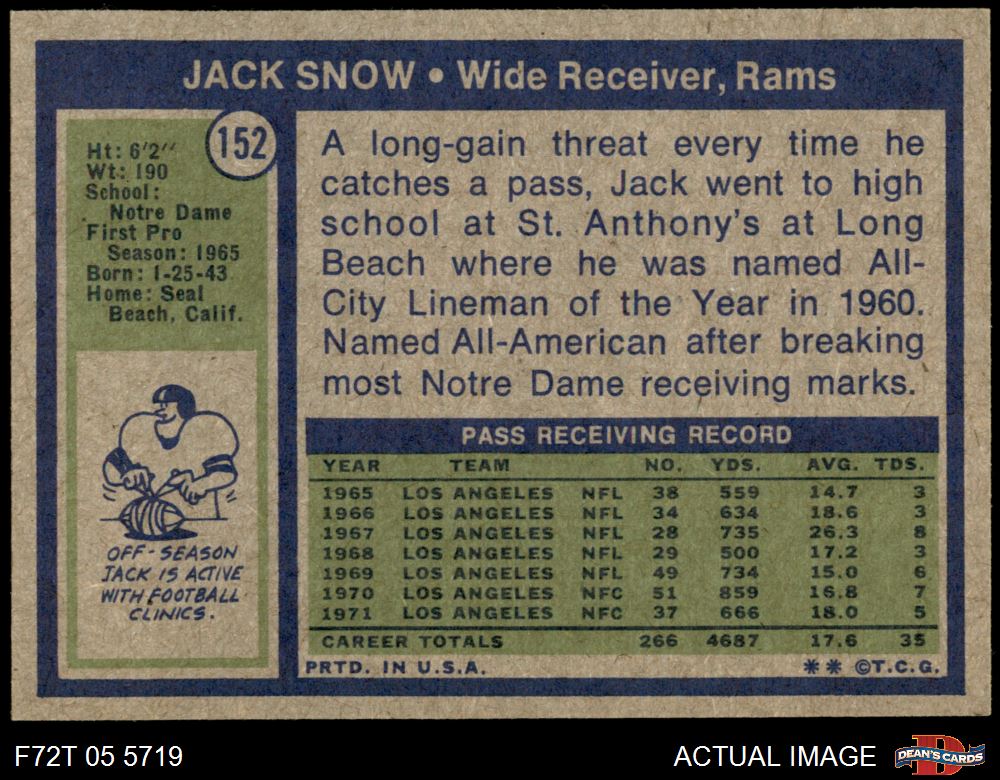 JACK SNOW • Wide Receiver, Rams
152
Ht: 6'2''
Wt: 190
School:
Notre Dame
First Pro
Season: 1965
Born: 1-25-43
Home: Seal
Beach, Calif.
OFF-SEASON
JACK IS ACTIVE
WITH FOOTBALL
CLINICS.
A long-gain threat every time he
catches a pass, Jack went to high
school at St. Anthony's at Long
Beach where he was named All-
City Lineman of the Year in 1960.
Named All-American after breaking
most Notre Dame receiving marks.
PASS RECEIVING RECORD
YEAR TEAM NO. YDS. AVG. TDS.
1965 LOS ANGELES NFL 38 559 14.7 3
1966 LOS ANGELES NFL 34 634 18.6 3
1967 LOS ANGELES NFL 28 735 26.3 8
1968 LOS ANGELES NFL 29 500 17.2 3
1969 LOS ANGELES NFL 49 734 15.0 6
1970 LOS ANGELES NFC 51 859 16.8 7
1971 LOS ANGELES NFC 37 666 18.0 5
CAREER TOTALS 266 4687 17.6 35
PRTD. IN U.S.A. ** ©T.C.G.
F72T 05 5719 ACTUAL IMAGE D DEAN'S CARDS